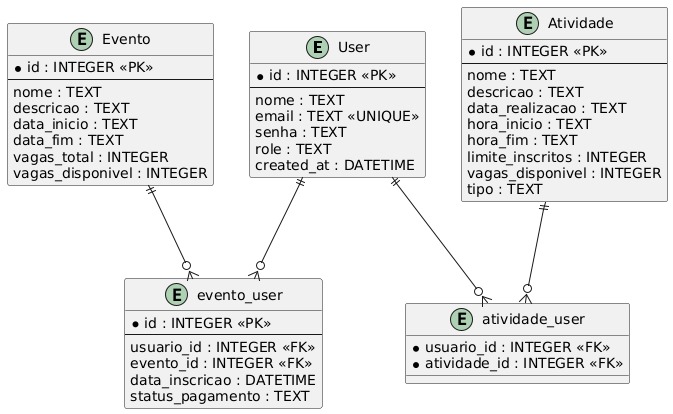 E Evento
* id : INTEGER «PK»
nome : TEXT
descricao : TEXT
data_inicio : TEXT
data_fim : TEXT
vagas_total : INTEGER
vagas_disponivel : INTEGER
E User
* id : INTEGER «PK»
nome : TEXT
email : TEXT «UNIQUE»
senha : TEXT
role : TEXT
created_at : DATETIME
E Atividade
* id : INTEGER «PK»
nome : TEXT
descricao : TEXT
data_realizacao : TEXT
hora_inicio : TEXT
hora_fim : TEXT
limite_inscritos : INTEGER
vagas_disponivel : INTEGER
tipo : TEXT
E evento_user
* id : INTEGER «PK»
usuario_id : INTEGER «FK»
evento_id : INTEGER «FK»
data_inscricao : DATETIME
status_pagamento : TEXT
E atividade_user
* usuario_id : INTEGER «FK»
* atividade_id : INTEGER «FK»